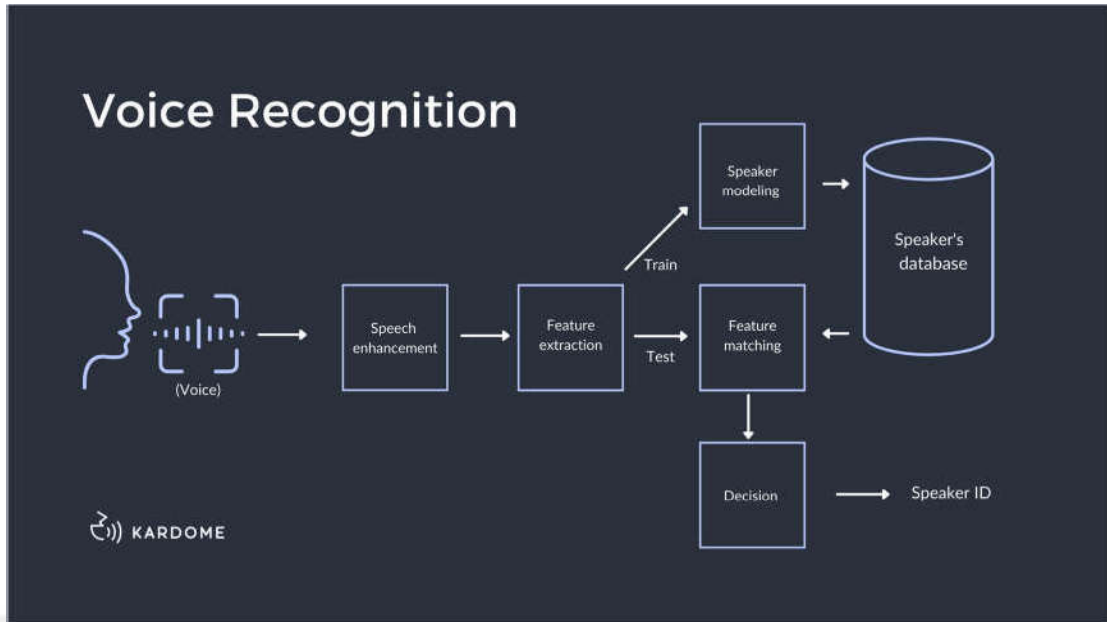 Voice Recognition
Speaker
modeling
Speaker's
database
Train
Speech
enhancement
Feature
extraction
Test
Feature
matching
(Voice)
Decision
Speaker ID
KARDOME